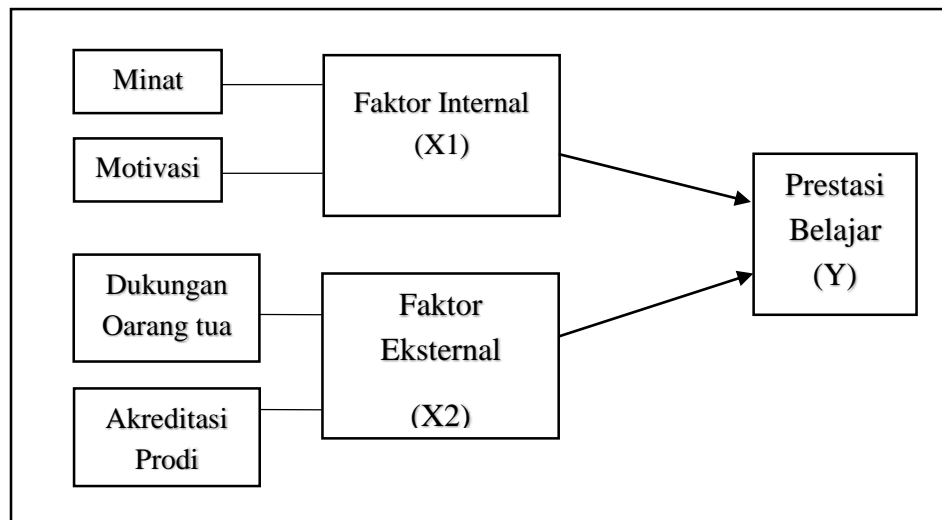 Minat
Motivasi
Faktor Internal
(X1)
Dukungan
Oarang tua
Akreditasi
Prodi
Faktor
Eksternal
(X2)
Prestasi
Belajar
(Y)